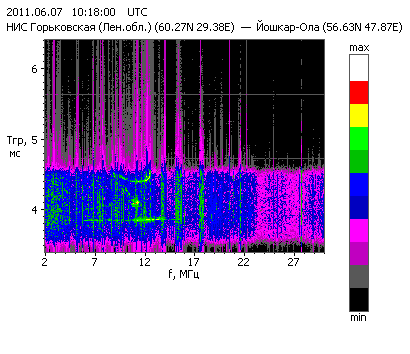 2011.06.07 10:18:00 UTC
НИС Горьковская (Лен.обл.) (60.27N 29.38E) — Йошкар-Ола (56.63N 47.87E)
max
6
5
Tгр,
мс
4
2 7 12 17 22 27
f, МГц
min